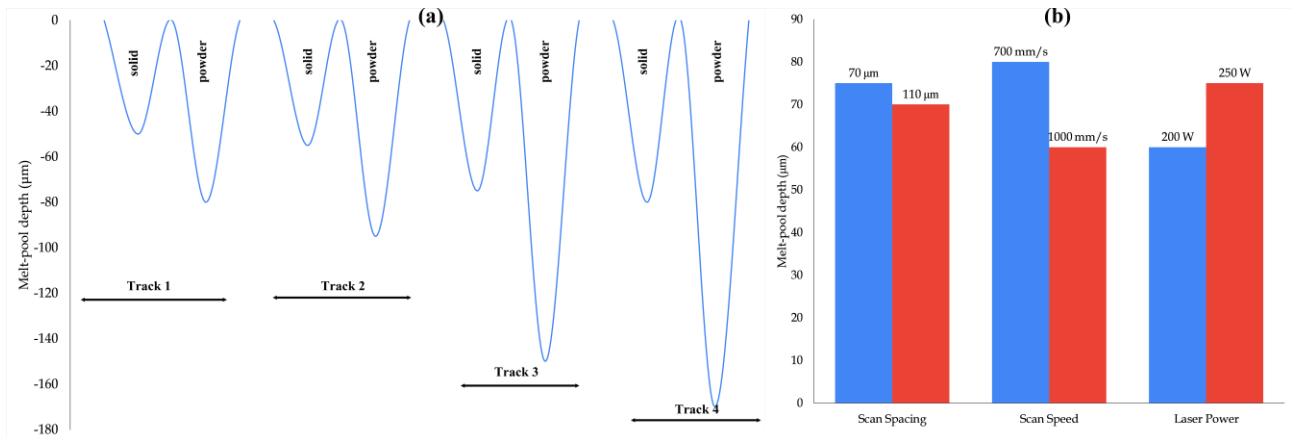 (a)
0
-20
-40
-60
-80
-100
-120
-140
-160
-180
Melt-pool depth (µm)
solid
powder
solid
powder
solid
powder
solid
powder
Track 1
Track 2
Track 3
Track 4
(b)
90
80
70
60
50
40
30
20
10
0
Melt-pool depth (µm)
70 µm
110 µm
700 mm/s
1000 mm/s
200 W
250 W
Scan Spacing
Scan Speed
Laser Power